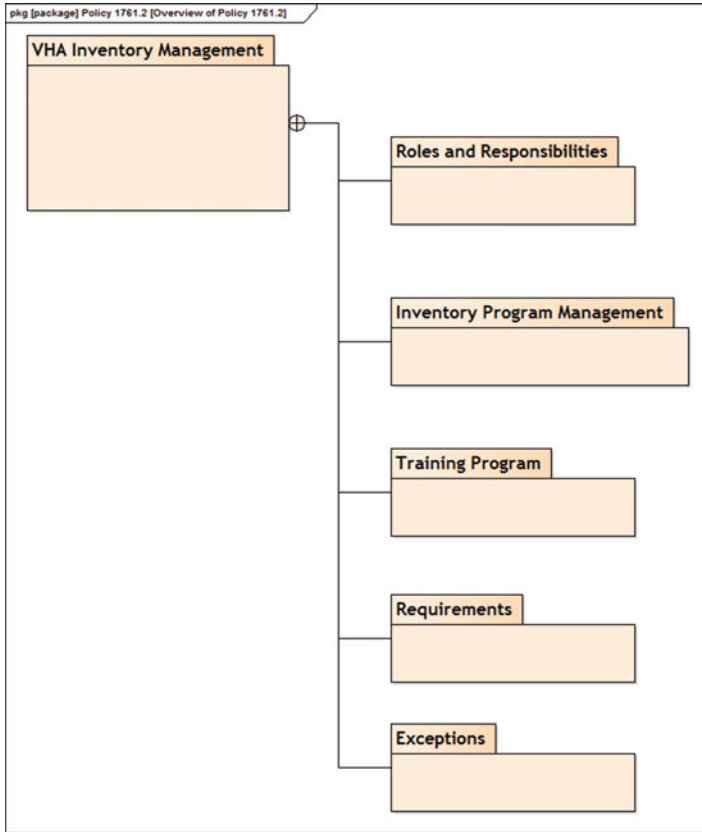 pkg [package] Policy 1761.2 [Overview of Policy 1761.2]
VHA Inventory Management
Roles and Responsibilities
Inventory Program Management
Training Program
Requirements
Exceptions